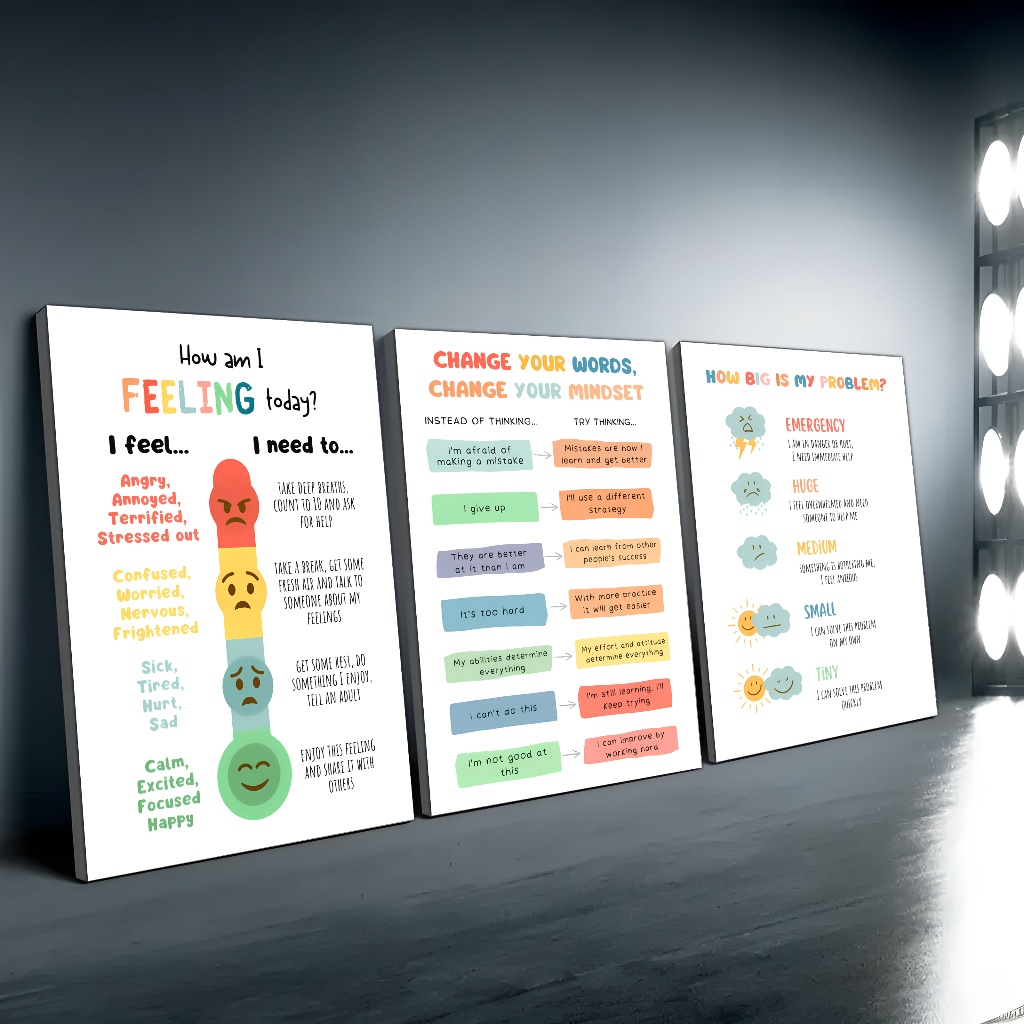 How am I
FEELING today?
I feel...
I need to...
Angry,
Annoyed,
Terrified,
Stressed out
TAKE DEEP BREATHS,
COUNT TO 10 AND ASK
FOR HELP
Confused,
Worried,
Nervous,
Frightened
TAKE A BREAK, GET SOME
FRESH AIR AND TALK TO
SOMEONE ABOUT MY
FEELINGS
Sick,
Tired,
Hurt,
Sad
GET SOME REST, DO
SOMETHING I ENJOY,
TELL AN ADULT
Calm,
Excited,
Focused
Happy
ENJOY THIS FEELING
AND SHARE IT WITH
OTHERS
CHANGE YOUR WORDS,
CHANGE YOUR MINDSET
INSTEAD OF THINKING...
TRY THINKING...
i'm afraid of
making a mistake
Mistakes are how I
learn and get better
I give up
I'll use a different
strategy
They are better
at it than i am
I can learn from other
people's success
It's too hard
With more practice
it will get easier
My abilities determine
everything
My effort and attitude
determine everything
I can't do this
I'm still learning, I'll
keep trying
I'm not good at
this
I can improve by
working hard
HOW BIG IS MY PROBLEM?
EMERGENCY
I AM IN DANGER OR HURT,
I NEED IMMEDIATE HELP
HUGE
I FEEL OVERWHELMED AND NEED
SOMEONE TO HELP ME
MEDIUM
SOMETHING IS BOTHERING ME,
I FEEL ANXIOUS
SMALL
I CAN SOLVE THIS PROBLEM
ON MY OWN
TINY
I CAN SOLVE THIS PROBLEM
QUICKLY